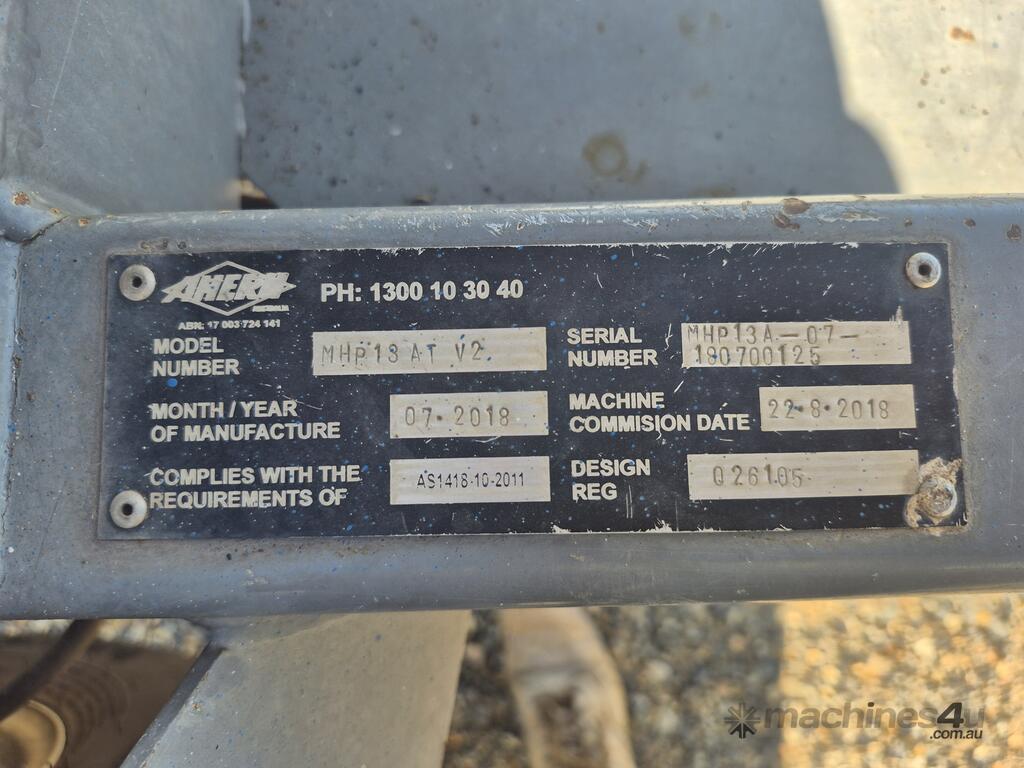 AHERN
AUSTRALIA
ABN: 17 003 724 141
PH: 1300 10 30 40
MODEL NUMBER MHP13 AT V2
SERIAL NUMBER MHP13A-07-
180700125
MONTH / YEAR OF MANUFACTURE 07·2018
MACHINE COMMISION DATE 22·8·2018
COMPLIES WITH THE REQUIREMENTS OF AS1418·10·2011
DESIGN REG Q26105
machines4u
.com.au